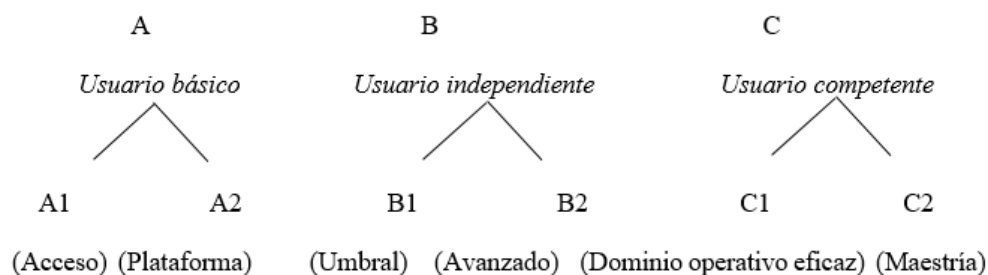 A B C
Usuario básico Usuario independiente Usuario competente
A1 A2 B1 B2 C1 C2
(Acceso) (Plataforma) (Umbral) (Avanzado) (Dominio operativo eficaz) (Maestría)